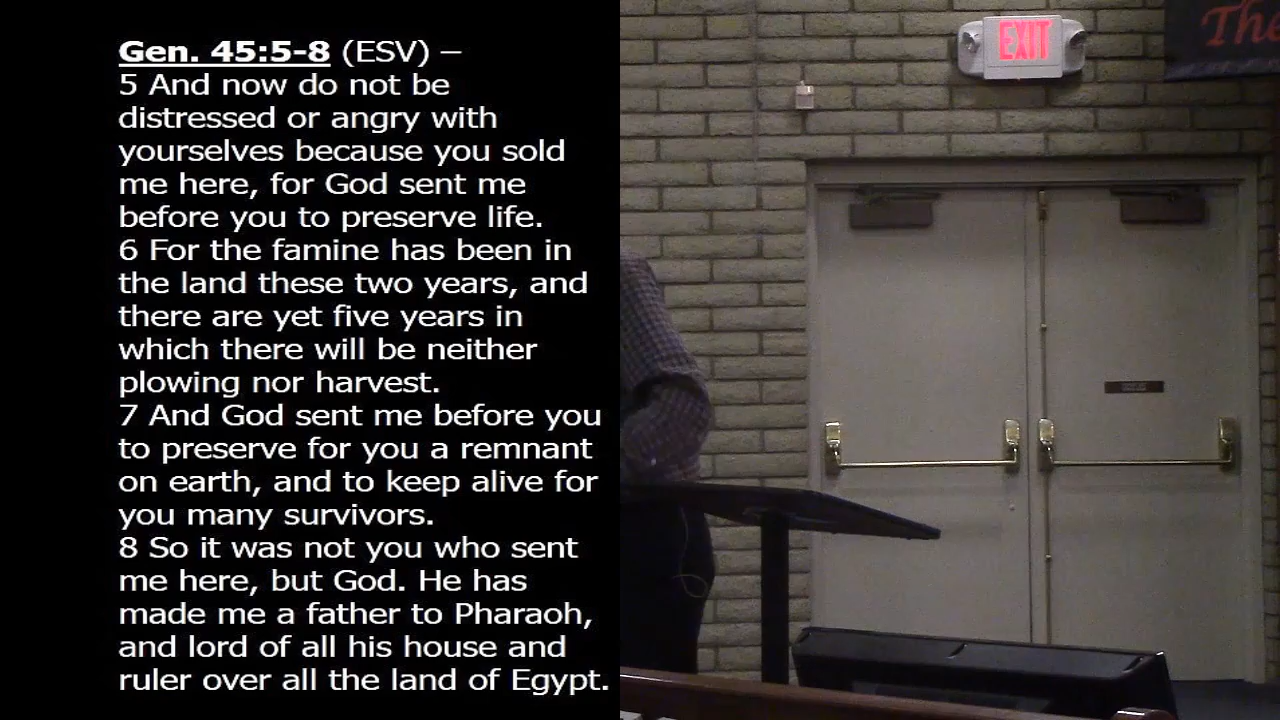 Gen. 45:5-8 (ESV) –
5 And now do not be
distressed or angry with
yourselves because you sold
me here, for God sent me
before you to preserve life.
6 For the famine has been in
the land these two years, and
there are yet five years in
which there will be neither
plowing nor harvest.
7 And God sent me before you
to preserve for you a remnant
on earth, and to keep alive for
you many survivors.
8 So it was not you who sent
me here, but God. He has
made me a father to Pharaoh,
and lord of all his house and
ruler over all the land of Egypt.
EXIT
The